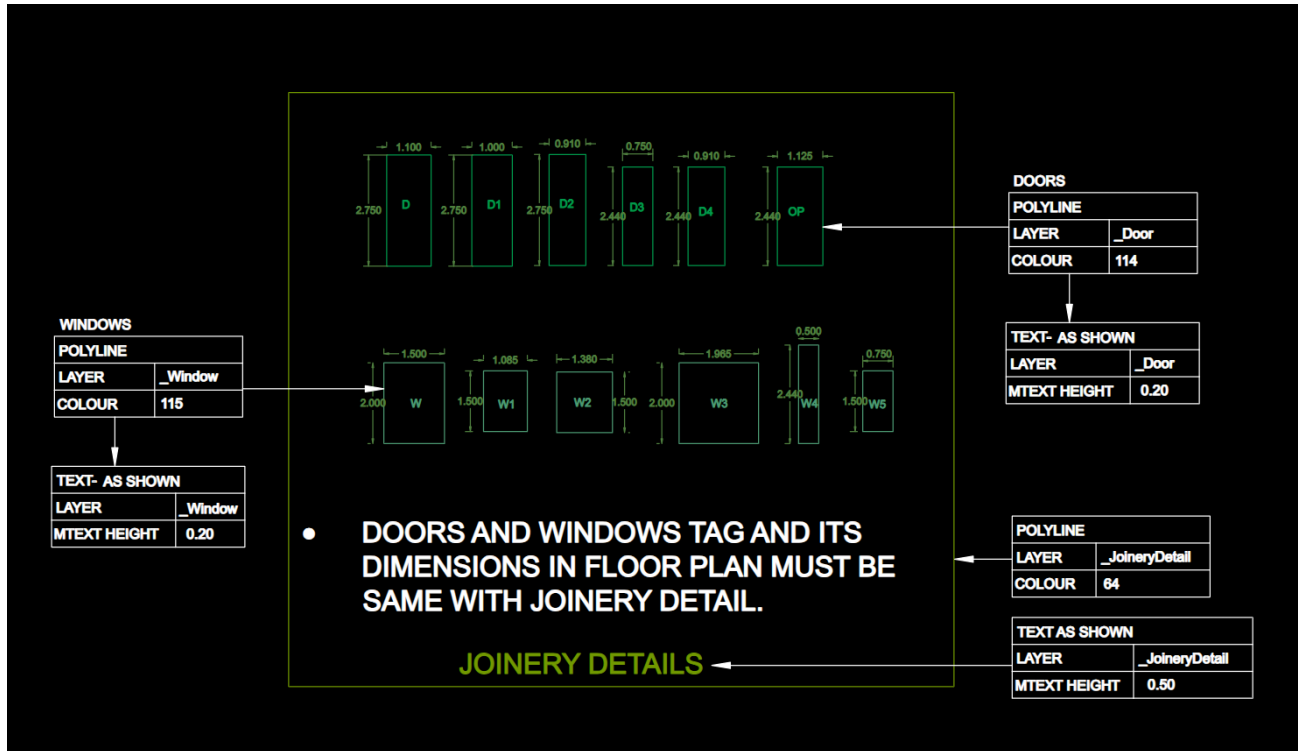 1.100
1.000
0.910
0.750
0.910
1.125
2.750
D
2.750
D1
2.750
D2
2.440
D3
2.440
D4
2.440
OP
DOORS
POLYLINE
LAYER _Door
COLOUR 114
TEXT- AS SHOWN
LAYER _Door
MTEXT HEIGHT 0.20
WINDOWS
POLYLINE
LAYER _Window
COLOUR 115
TEXT- AS SHOWN
LAYER _Window
MTEXT HEIGHT 0.20
1.500
1.085
1.380
1.965
0.500
0.750
2.000
W
1.500
W1
W2
1.500
2.000
W3
2.440
W4
1.500
W5
• DOORS AND WINDOWS TAG AND ITS
DIMENSIONS IN FLOOR PLAN MUST BE
SAME WITH JOINERY DETAIL.
JOINERY DETAILS
POLYLINE
LAYER _JoineryDetail
COLOUR 64
TEXT AS SHOWN
LAYER _JoineryDetail
MTEXT HEIGHT 0.50